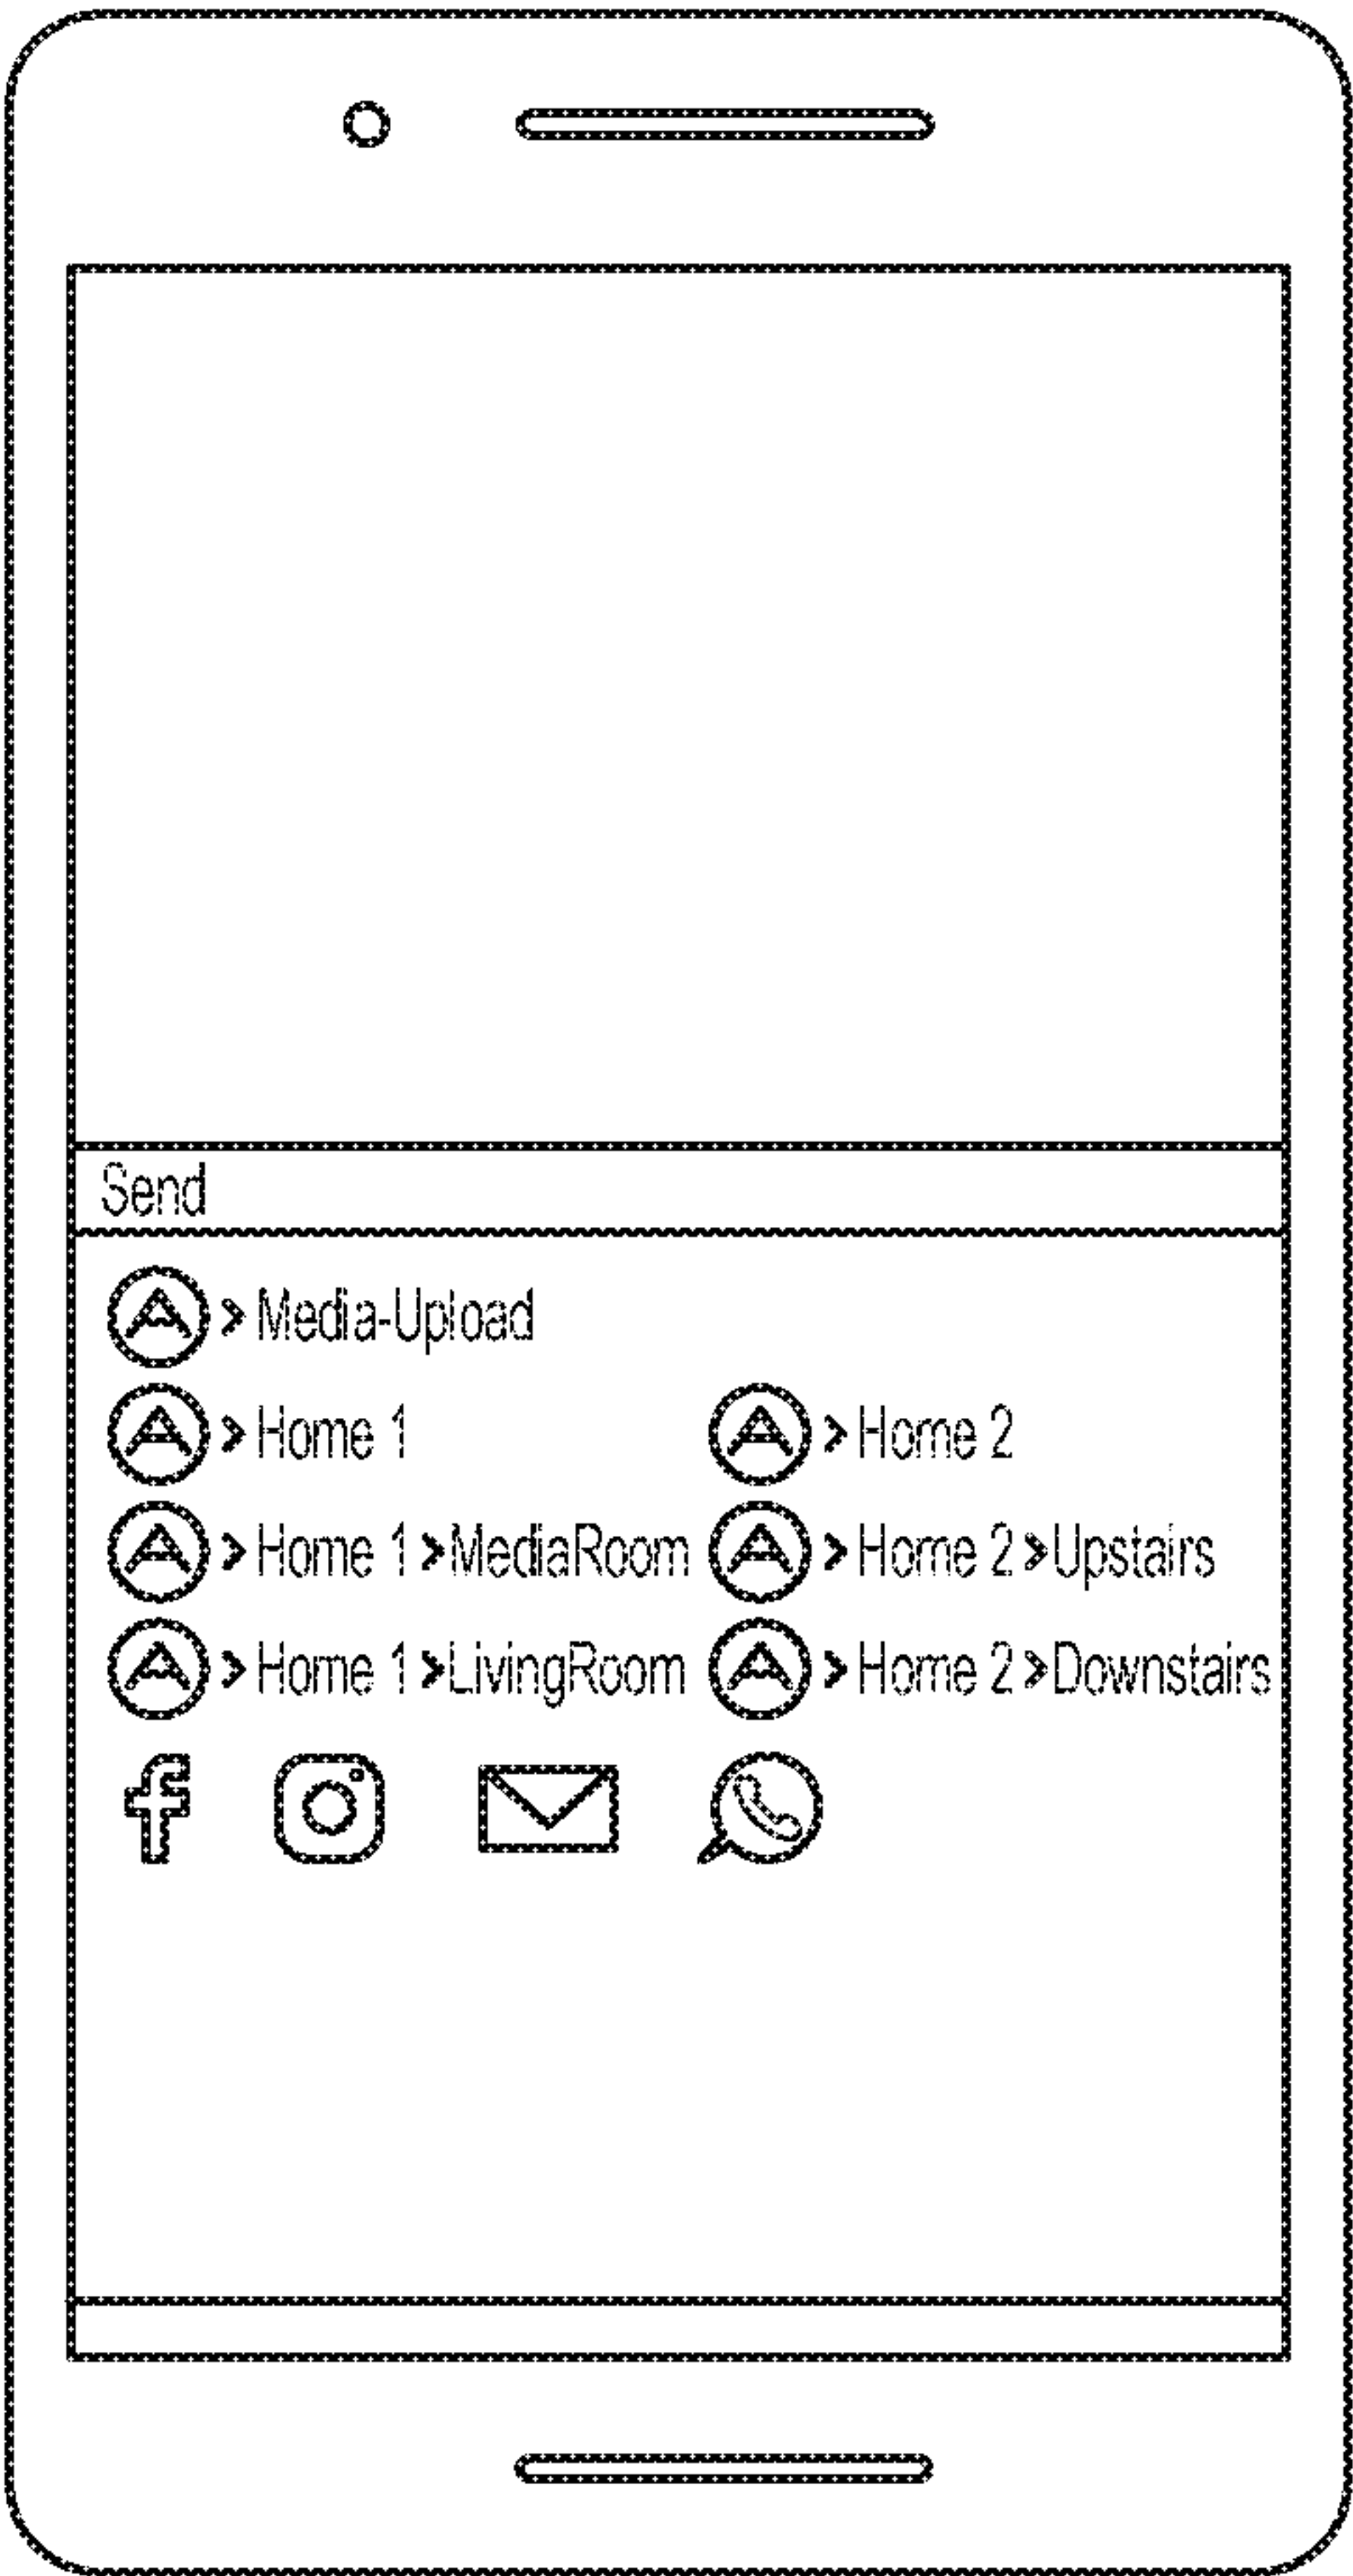 Send
> Media-Upload
> Home 1 > Home 2
> Home 1 >MediaRoom > Home 2 >Upstairs
> Home 1 >LivingRoom > Home 2 >Downstairs